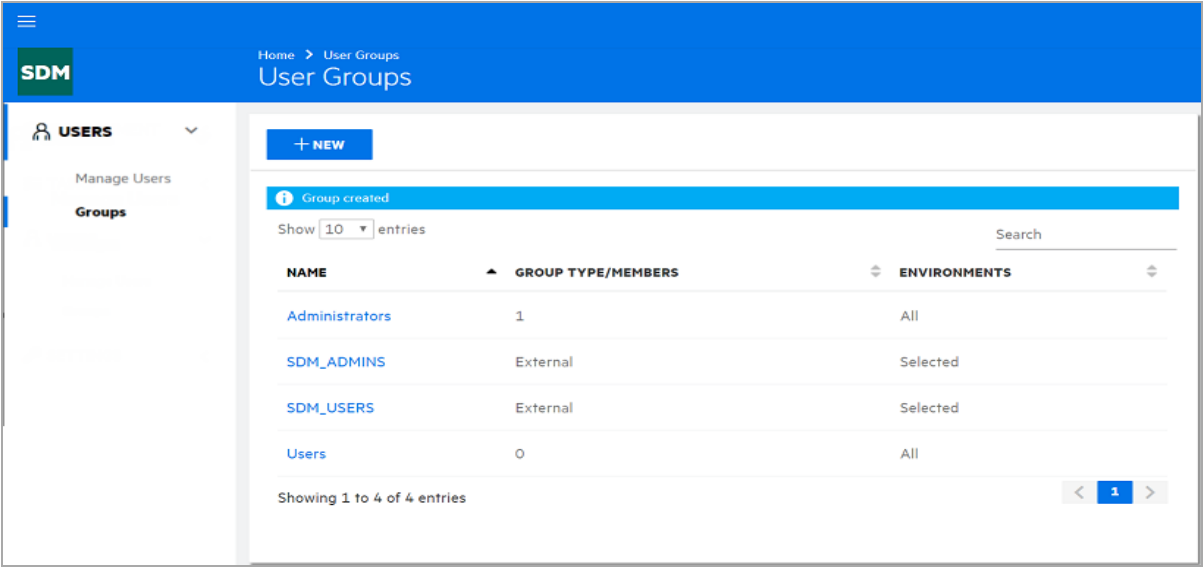 SDM
Home > User Groups
User Groups
USERS
Manage Users
Groups
+ NEW
Group created
Show 10 entries
Search
NAME GROUP TYPE/MEMBERS ENVIRONMENTS
Administrators 1 All
SDM_ADMINS External Selected
SDM_USERS External Selected
Users 0 All
Showing 1 to 4 of 4 entries
< 1 >